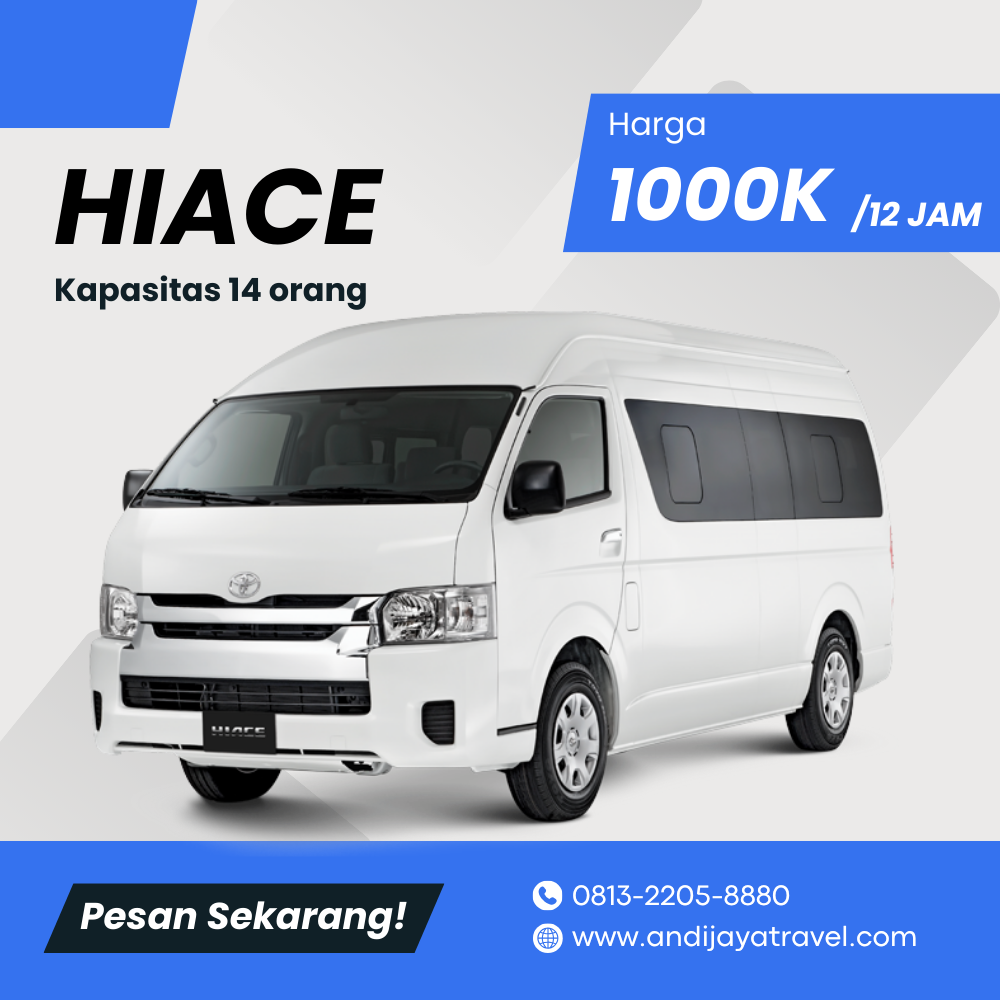 HIACE
Kapasitas 14 orang
Harga
1000K /12 JAM
HIACE
Pesan Sekarang!
0813-2205-8880
www.andijayatravel.com